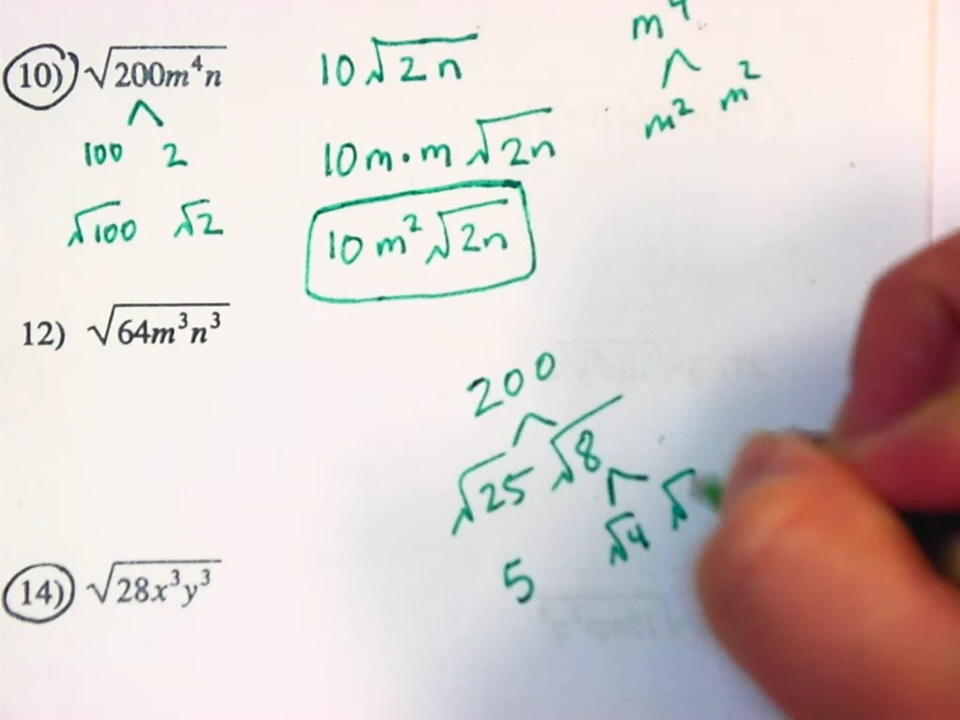 10) √200m⁴n
100 2
√100 √2
10√2n
10m·m√2n
10m²√2n
m⁴
m² m²
12) √64m³n³
200
√25 √8
√4 √
5
14) √28x³y³